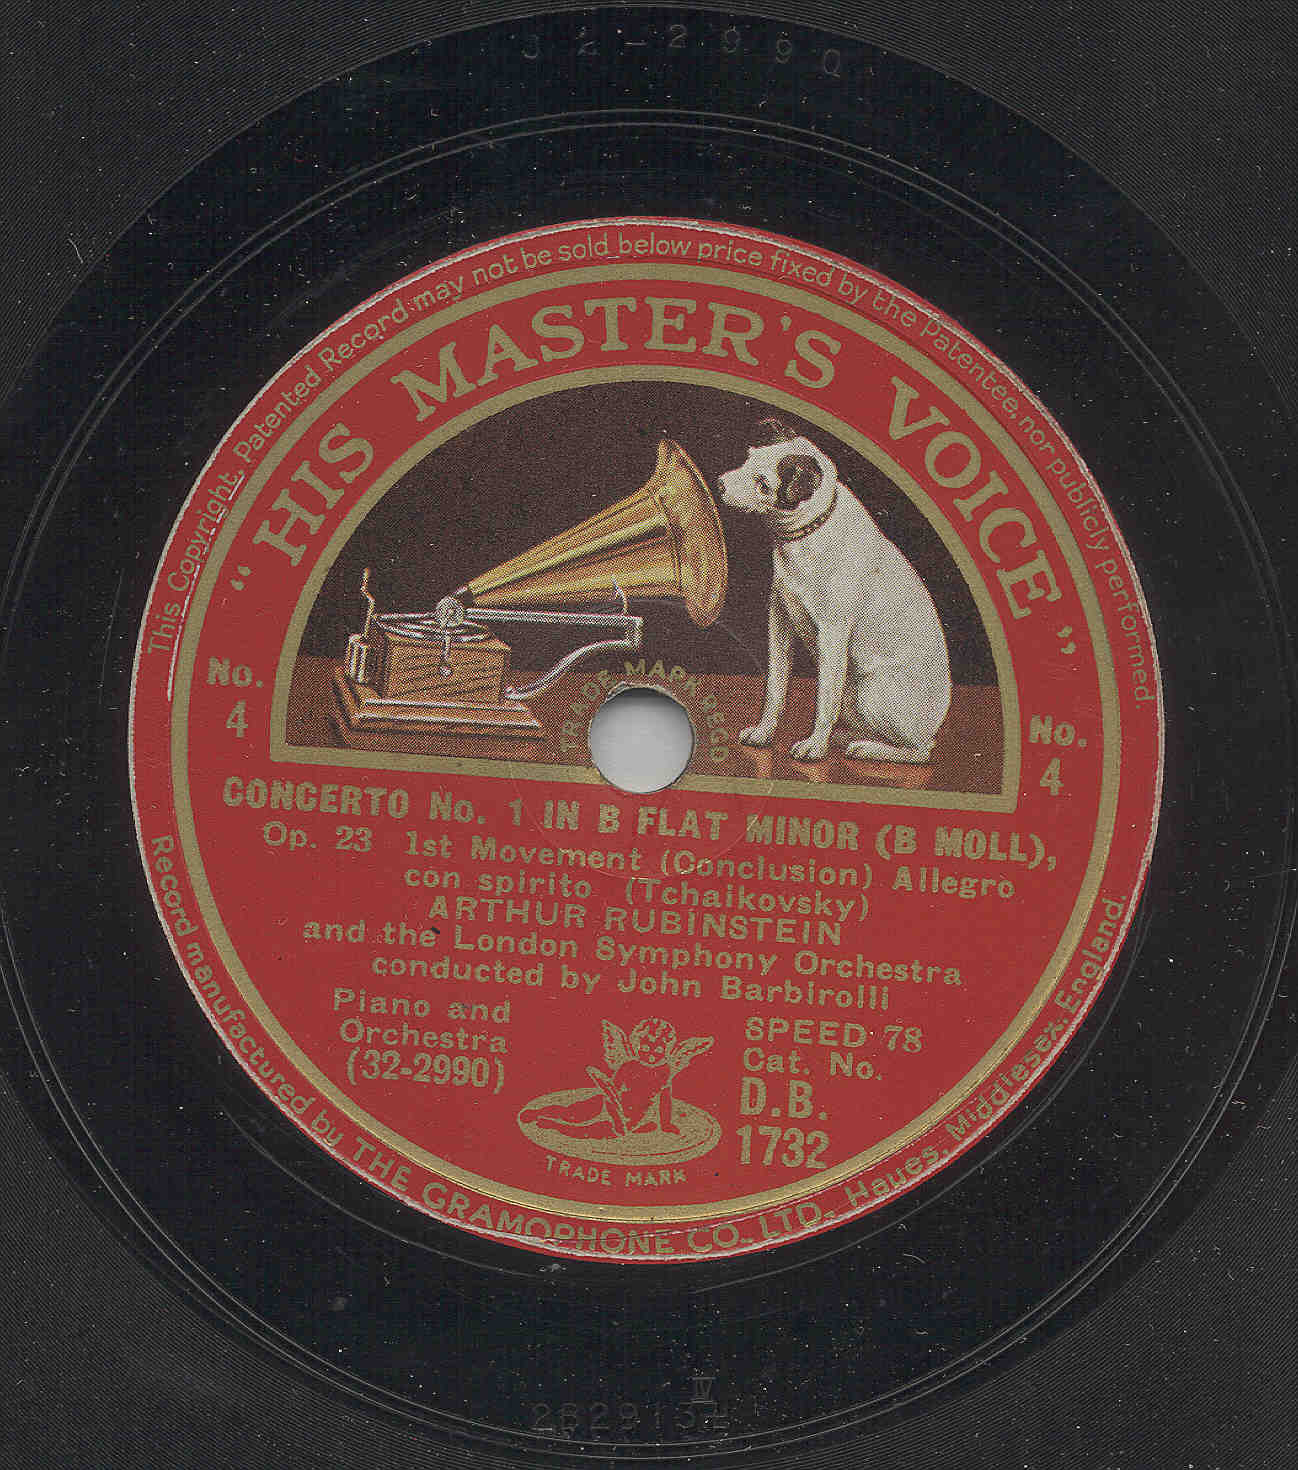 32-2990
This Copyright Patented Record may not be sold below price fixed by the Patentee, nor publicly performed.
"HIS MASTER'S VOICE"
TRADE MARK REGD
No.
4
No.
4
CONCERTO No. 1 IN B FLAT MINOR (B MOLL),
Op. 23 1st Movement (Conclusion) Allegro
con spirito (Tchaikovsky)
ARTHUR RUBINSTEIN
and the London Symphony Orchestra
conducted by John Barbirolli
Piano and
Orchestra
(32-2990)
SPEED 78
Cat. No.
D.B.
1732
TRADE MARK
Record manufactured by THE GRAMOPHONE CO., LTD., Hayes, Middlesex, England.
IV